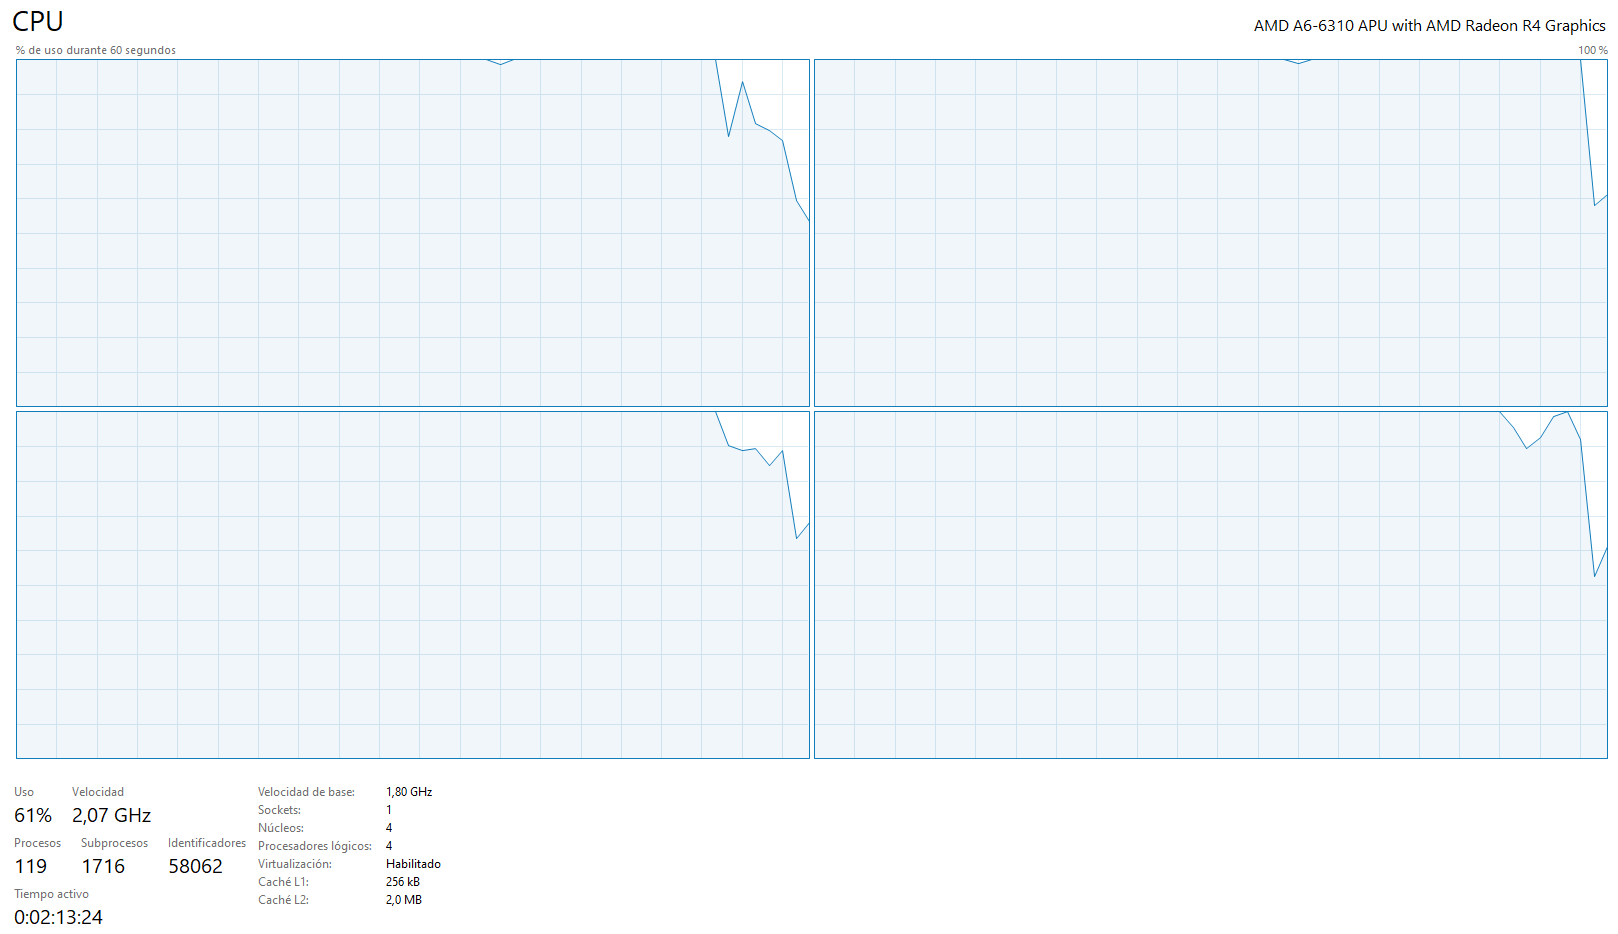 CPU
AMD A6-6310 APU with AMD Radeon R4 Graphics
% de uso durante 60 segundos
100 %
Uso
Velocidad
61%
2,07 GHz
Procesos
Subprocesos
Identificadores
119
1716
58062
Tiempo activo
0:02:13:24
Velocidad de base:
1,80 GHz
Sockets:
1
Núcleos:
4
Procesadores lógicos:
4
Virtualización:
Habilitado
Caché L1:
256 kB
Caché L2:
2,0 MB